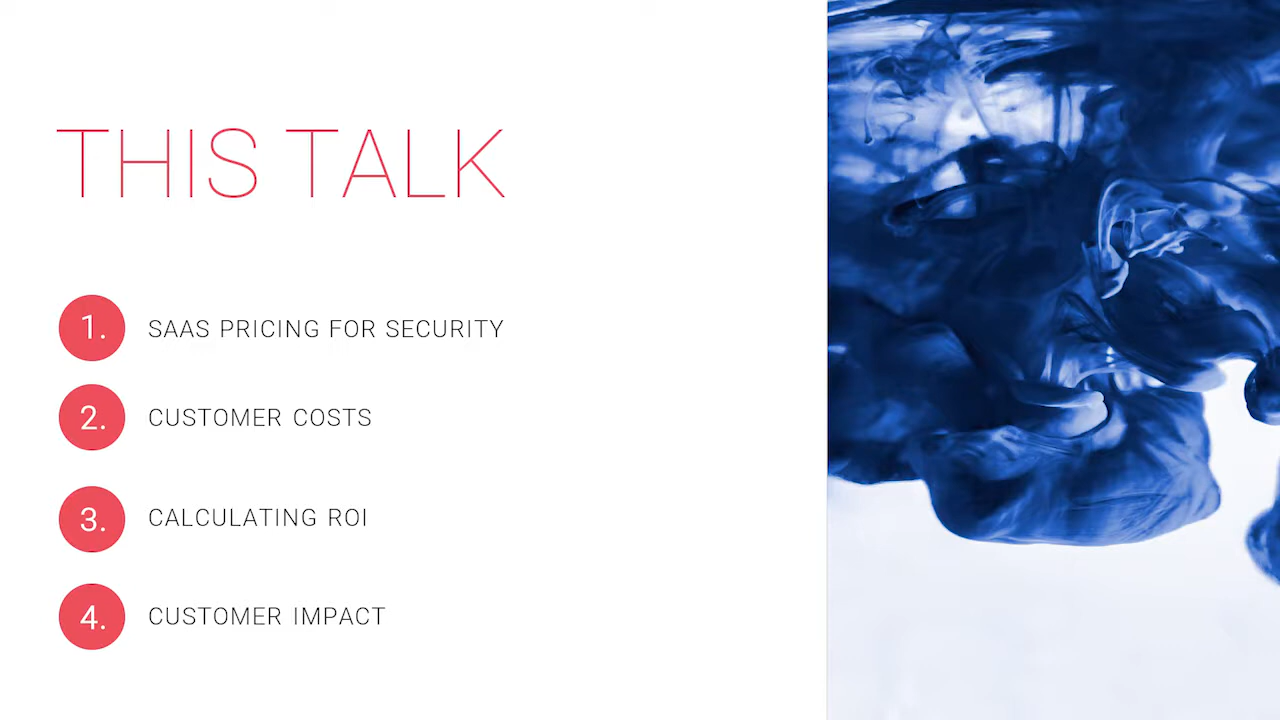 THIS TALK
1. SAAS PRICING FOR SECURITY
2. CUSTOMER COSTS
3. CALCULATING ROI
4. CUSTOMER IMPACT